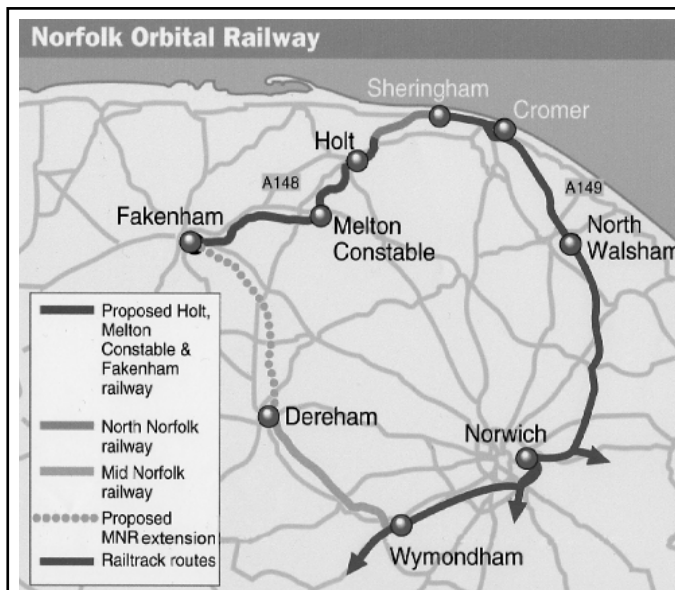 Norfolk Orbital Railway
Sheringham
Cromer
Holt
A148
A149
Fakenham
Melton
Constable
North
Walsham
Proposed Holt,
Melton
Constable &
Fakenham
railway
North Norfolk
railway
Mid Norfolk
railway
Proposed
MNR extension
Railtrack routes
Dereham
Norwich
Wymondham